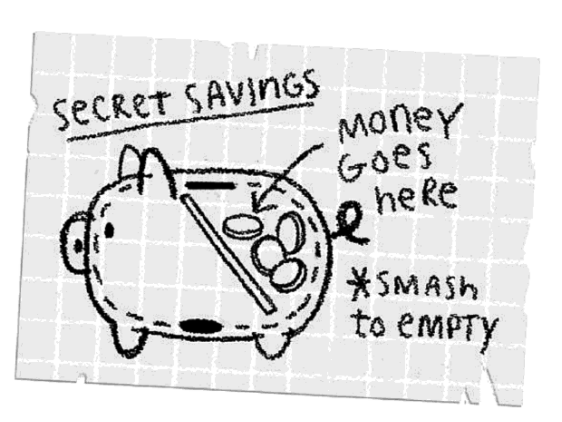 SeCRET SAVINGS
MoNEY
GoeS
heRe
*SMASh
to eMPTY